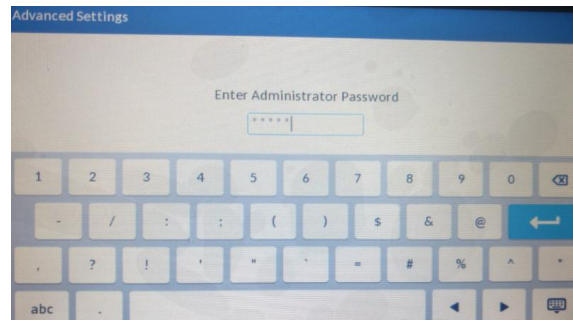 Advanced Settings
Enter Administrator Password
*****
1 2 3 4 5 6 7 8 9 0
- / : ; ( ) $ & @
, ? ! ' " ` = # % ^ *
abc .